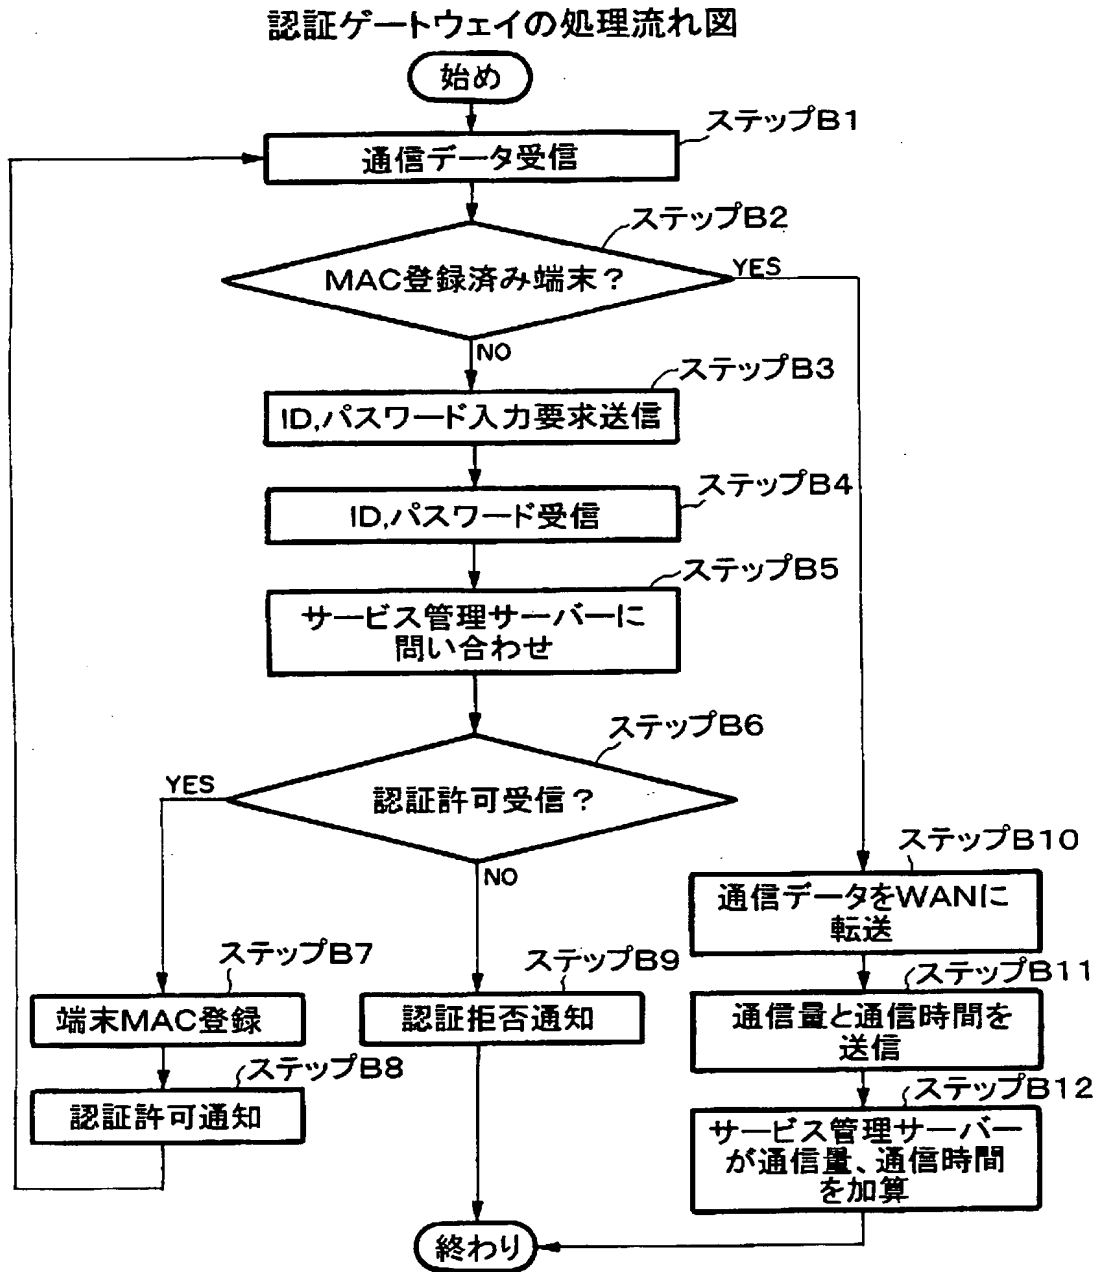 認証ゲートウェイの処理流れ図
始め
ステップB1
通信データ受信
ステップB2
MAC登録済み端末？
YES
NO
ステップB3
ID,パスワード入力要求送信
ステップB4
ID,パスワード受信
ステップB5
サービス管理サーバーに
問い合わせ
ステップB6
認証許可受信？
YES
NO
ステップB10
通信データをWANに
転送
ステップB7
端末MAC登録
ステップB9
認証拒否通知
ステップB11
通信量と通信時間を
送信
ステップB8
認証許可通知
ステップB12
サービス管理サーバー
が通信量、通信時間
を加算
終わり